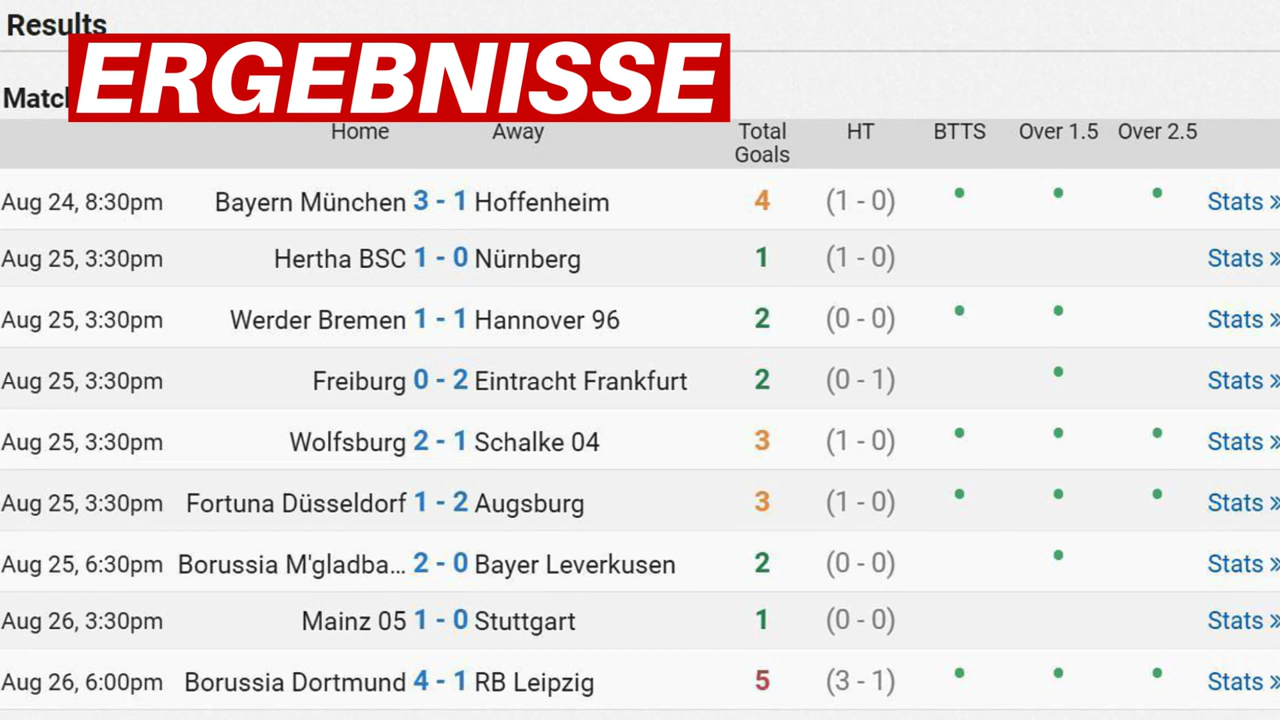 Results
ERGEBNISSE
Matc
Home Away Total Goals HT BTTS Over 1.5 Over 2.5
Aug 24, 8:30pm Bayern München 3 - 1 Hoffenheim 4 (1 - 0) • • • Stats »
Aug 25, 3:30pm Hertha BSC 1 - 0 Nürnberg 1 (1 - 0) Stats »
Aug 25, 3:30pm Werder Bremen 1 - 1 Hannover 96 2 (0 - 0) • • Stats »
Aug 25, 3:30pm Freiburg 0 - 2 Eintracht Frankfurt 2 (0 - 1) • Stats »
Aug 25, 3:30pm Wolfsburg 2 - 1 Schalke 04 3 (1 - 0) • • • Stats »
Aug 25, 3:30pm Fortuna Düsseldorf 1 - 2 Augsburg 3 (1 - 0) • • • Stats »
Aug 25, 6:30pm Borussia M'gladba... 2 - 0 Bayer Leverkusen 2 (0 - 0) • Stats »
Aug 26, 3:30pm Mainz 05 1 - 0 Stuttgart 1 (0 - 0) Stats »
Aug 26, 6:00pm Borussia Dortmund 4 - 1 RB Leipzig 5 (3 - 1) • • • Stats »